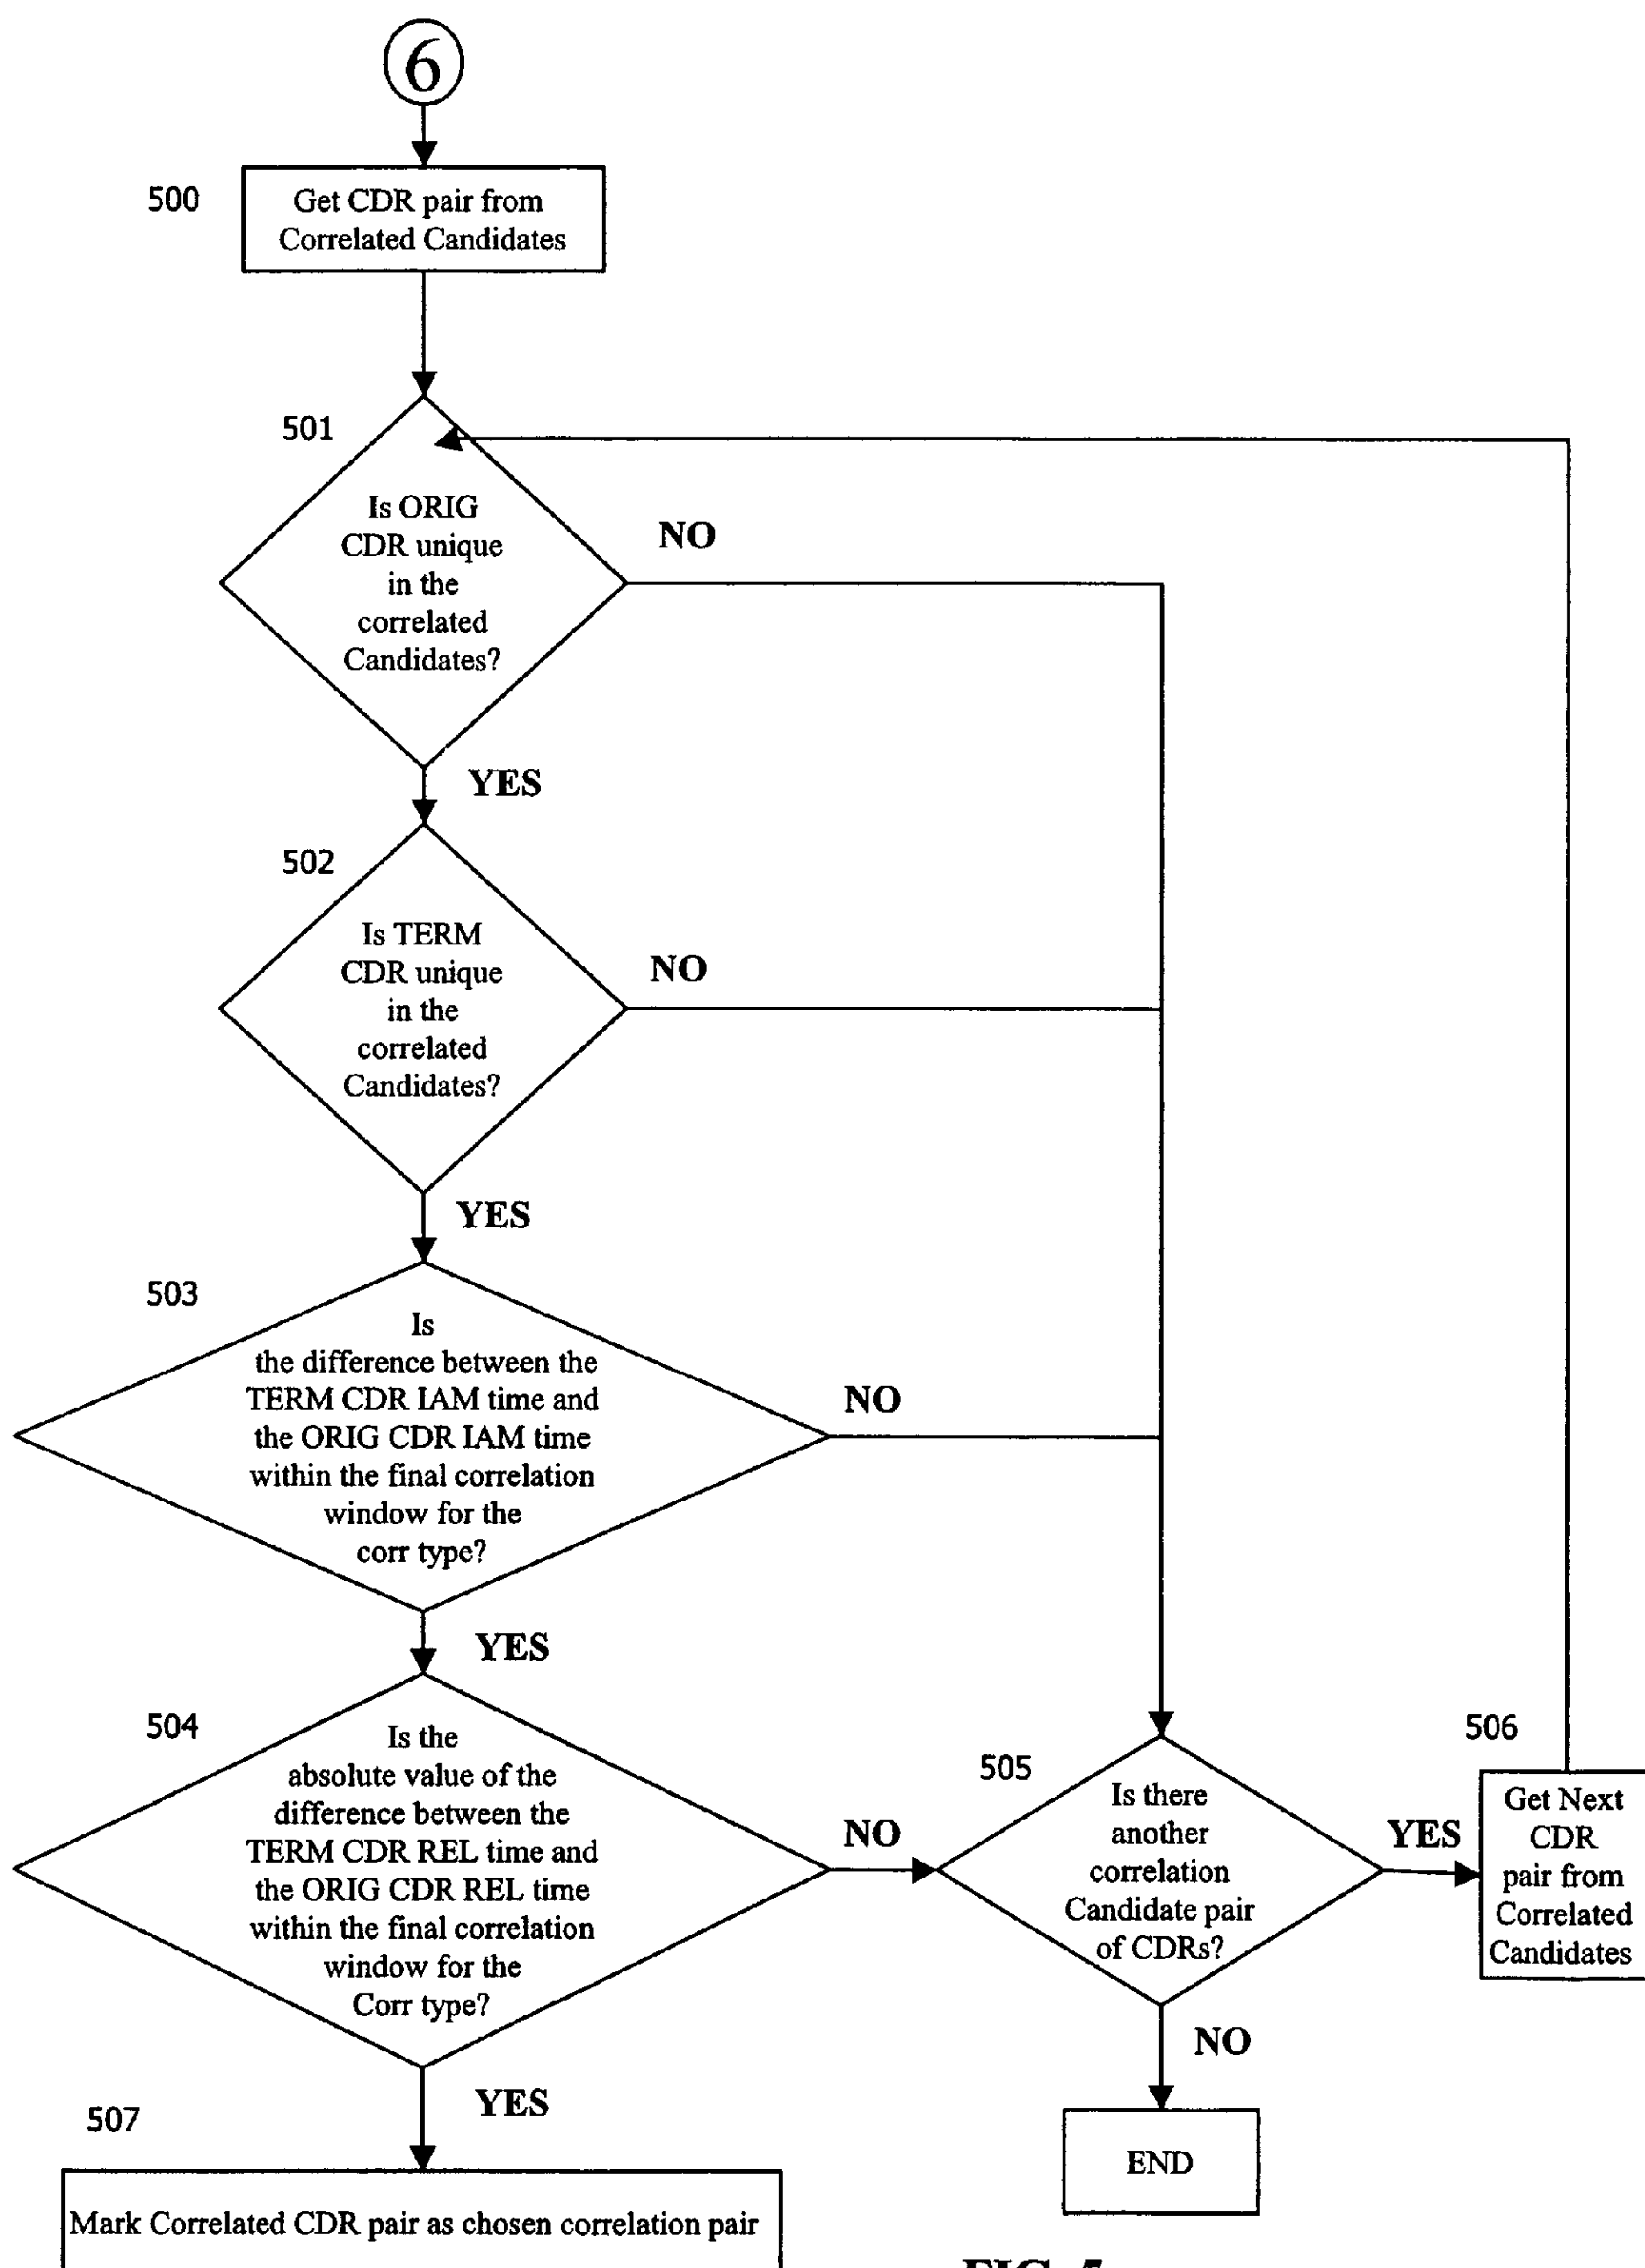 6
500
Get CDR pair from
Correlated Candidates
501
Is ORIG
CDR unique
in the
correlated
Candidates?
NO
YES
502
Is TERM
CDR unique
in the
correlated
Candidates?
NO
YES
503
Is
the difference between the
TERM CDR IAM time and
the ORIG CDR IAM time
within the final correlation
window for the
corr type?
NO
YES
504
Is the
absolute value of the
difference between the
TERM CDR REL time and
the ORIG CDR REL time
within the final correlation
window for the
Corr type?
NO
YES
505
Is there
another
correlation
Candidate pair
of CDRs?
YES
NO
506
Get Next
CDR
pair from
Correlated
Candidates
END
507
Mark Correlated CDR pair as chosen correlation pair